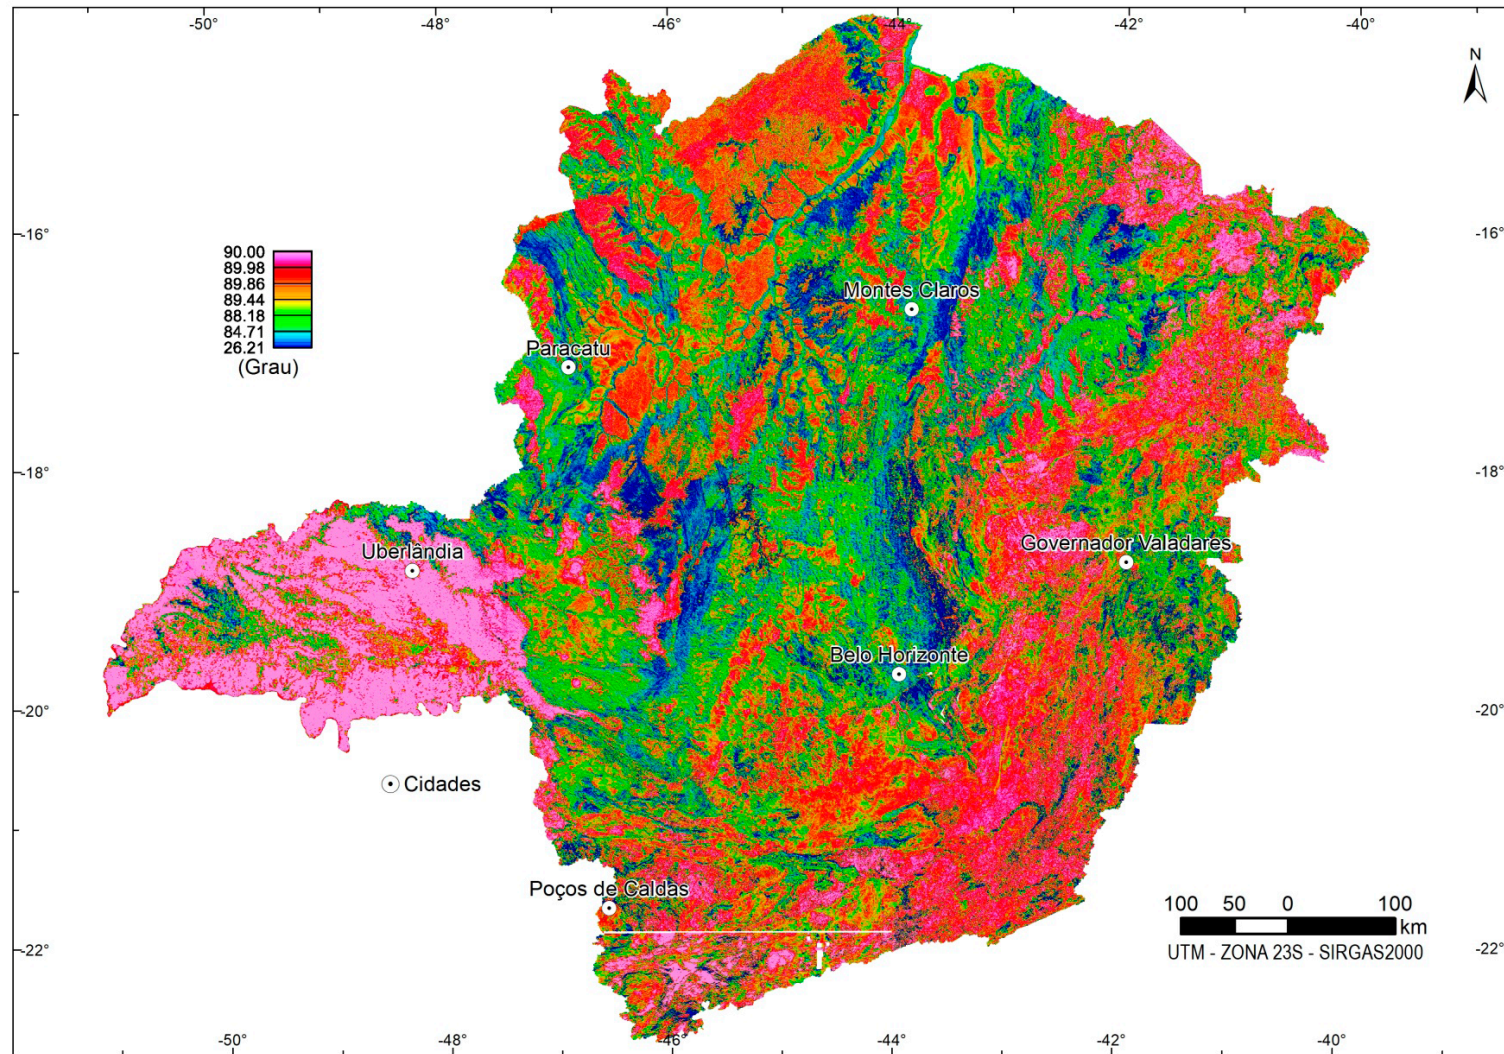 -50°
-48°
-46°
-44°
-42°
-40°
N
-16°
-16°
90.00
89.98
89.86
89.44
88.18
84.71
26.21
(Grau)
Montes Claros
Paracatu
-18°
-18°
Uberlândia
Governador Valadares
Belo Horizonte
-20°
-20°
Cidades
Poços de Caldas
100 50 0 100
km
UTM - ZONA 23S - SIRGAS2000
-22°
-22°
-50°
-48°
-46°
-44°
-42°
-40°